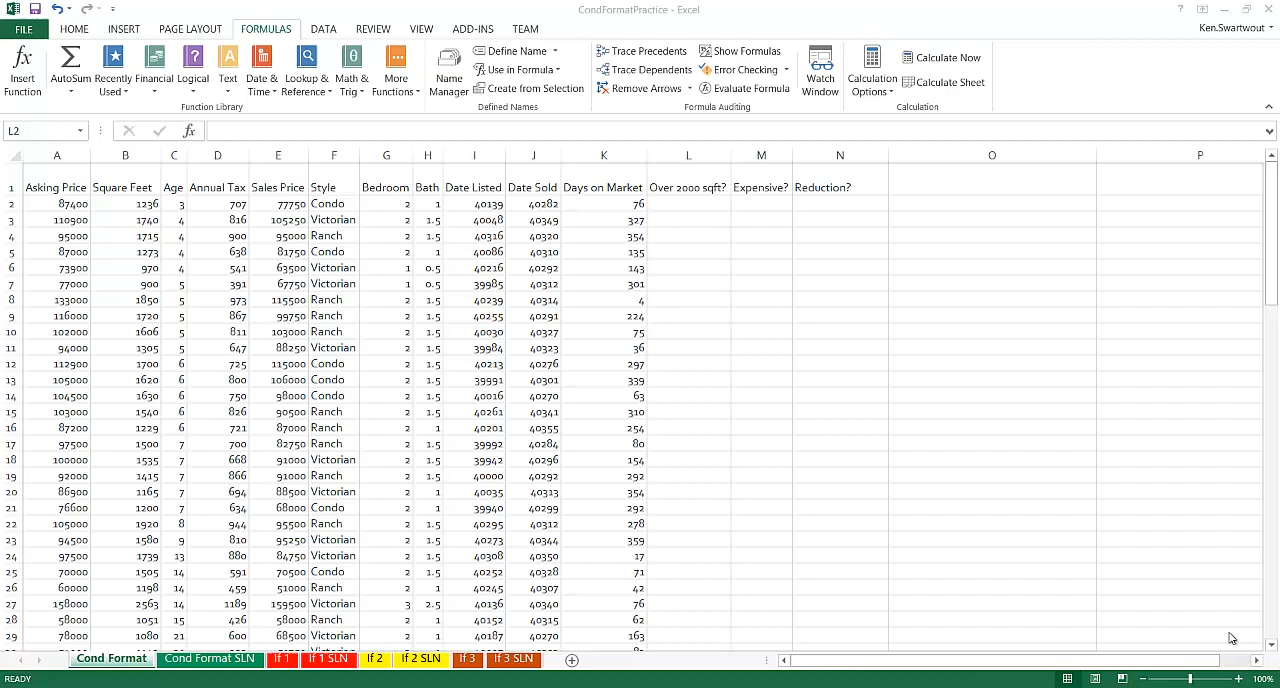 CondFormatPractice - Excel
FILE HOME INSERT PAGE LAYOUT FORMULAS DATA REVIEW VIEW ADD-INS TEAM Ken.Swartwout
Insert Function
AutoSum
Recently Used
Financial
Logical
Text
Date & Time
Lookup & Reference
Math & Trig
More Functions
Function Library
Name Manager
Define Name
Use in Formula
Create from Selection
Defined Names
Trace Precedents
Trace Dependents
Remove Arrows
Show Formulas
Error Checking
Evaluate Formula
Formula Auditing
Watch Window
Calculation Options
Calculate Now
Calculate Sheet
Calculation
L2 fx
A B C D E F G H I J K L M N O P
1 Asking Price Square Feet Age Annual Tax Sales Price Style Bedroom Bath Date Listed Date Sold Days on Market Over 2000 sqft? Expensive? Reduction?
2 87400 1236 3 707 77750 Condo 2 1 40139 40282 76
3 110900 1740 4 816 105250 Victorian 2 1.5 40048 40349 327
4 95000 1715 4 900 95000 Ranch 2 1.5 40316 40320 354
5 87000 1273 4 638 81750 Condo 2 1 40086 40310 135
6 73900 970 4 541 63500 Victorian 1 0.5 40216 40292 143
7 77000 900 5 391 67750 Victorian 1 0.5 39985 40312 301
8 133000 1850 5 973 115500 Ranch 2 1.5 40239 40314 4
9 116000 1720 5 867 99750 Ranch 2 1.5 40255 40291 224
10 102000 1606 5 811 103000 Ranch 2 1.5 40030 40327 75
11 94000 1305 5 647 88250 Victorian 2 1.5 39984 40323 36
12 112900 1700 6 725 115000 Condo 2 1.5 40213 40276 297
13 105000 1620 6 800 106000 Condo 2 1.5 39991 40301 339
14 104500 1630 6 750 98000 Condo 2 1.5 40016 40270 63
15 103000 1540 6 826 90500 Ranch 2 1.5 40261 40341 310
16 87200 1229 6 721 87000 Ranch 2 1 40201 40355 254
17 97500 1500 7 700 82750 Ranch 2 1.5 39992 40284 80
18 100000 1535 7 668 91000 Victorian 2 1.5 39942 40296 154
19 92000 1415 7 866 91000 Ranch 2 1.5 40000 40292 292
20 86900 1165 7 694 88500 Victorian 2 1 40035 40313 354
21 76600 1200 7 634 68000 Condo 2 1 39940 40299 292
22 105000 1920 8 944 95500 Ranch 2 1.5 40295 40312 278
23 94500 1580 9 810 95250 Victorian 2 1.5 40273 40344 359
24 97500 1739 13 880 84750 Victorian 2 1.5 40308 40350 17
25 70000 1505 14 591 70500 Condo 2 1.5 40252 40328 71
26 60000 1198 14 459 51000 Ranch 2 1 40245 40307 42
27 158000 2563 14 1189 159500 Victorian 3 2.5 40136 40340 76
28 58000 1051 15 426 58000 Ranch 2 1 40152 40315 62
29 78000 1080 21 600 68500 Victorian 2 1 40187 40270 163
Cond Format Cond Format SLN If 1 If 1 SLN If 2 If 2 SLN If 3 If 3 SLN
READY 100%